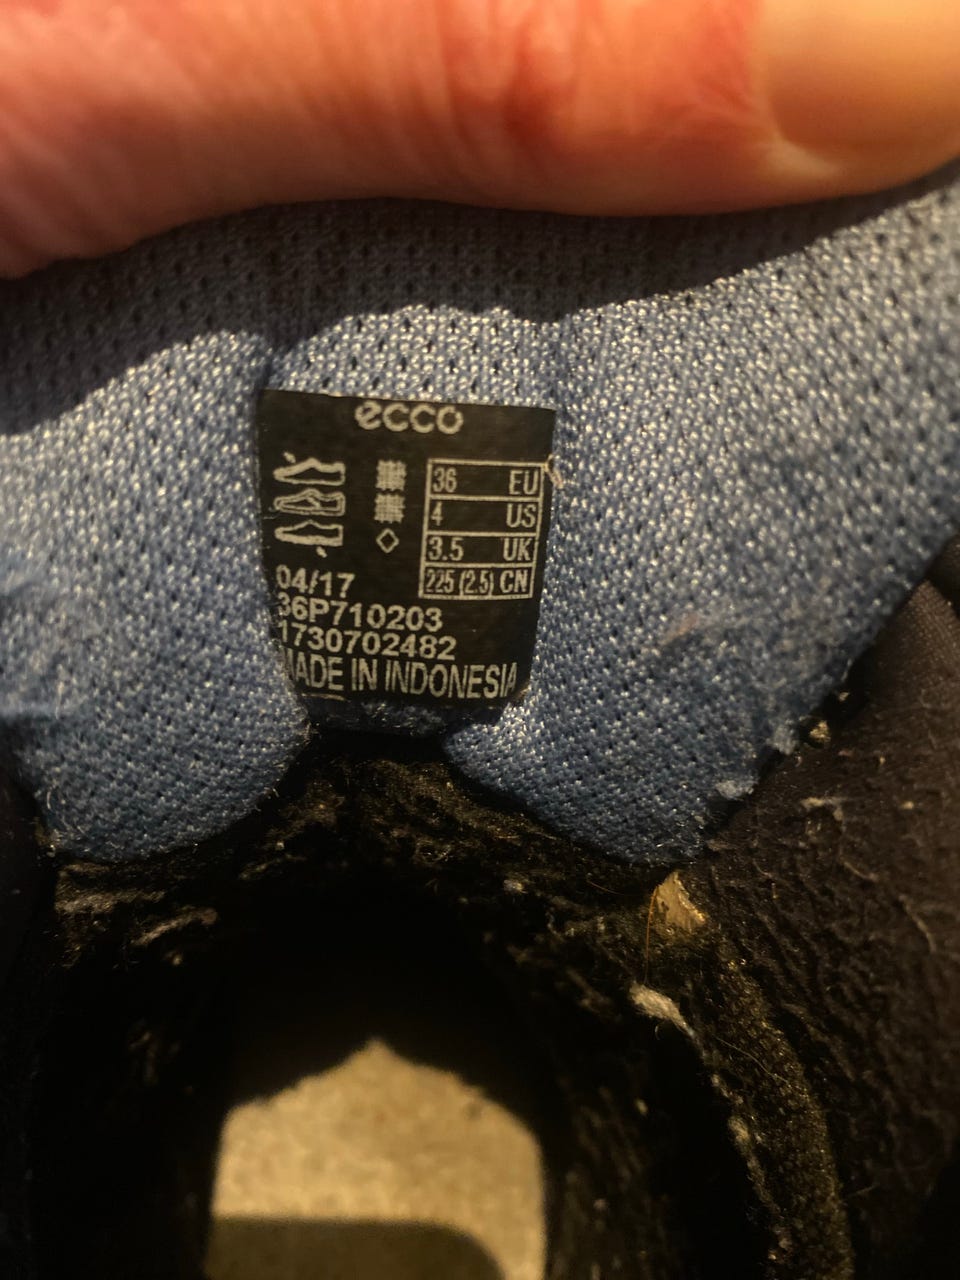 ecco
36 EU
4 US
3.5 UK
225 (2.5) CN
04/17
36P710203
1730702482
MADE IN INDONESIA